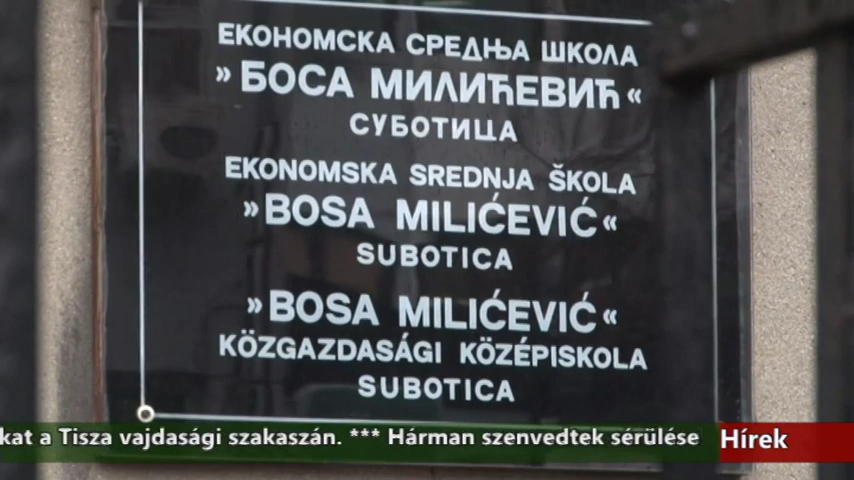 ЕКОНОМСКА СРЕДЊА ШКОЛА
»БОСА МИЛИЋЕВИЋ«
СУБОТИЦА
EKONOMSKA SREDNJA ŠKOLA
»BOSA MILIĆEVIĆ«
SUBOTICA
»BOSA MILIĆEVIĆ«
KÖZGAZDASÁGI KÖZÉPISKOLA
SUBOTICA
kat a Tisza vajdasági szakaszán. *** Hárman szenvedtek sérülése Hírek